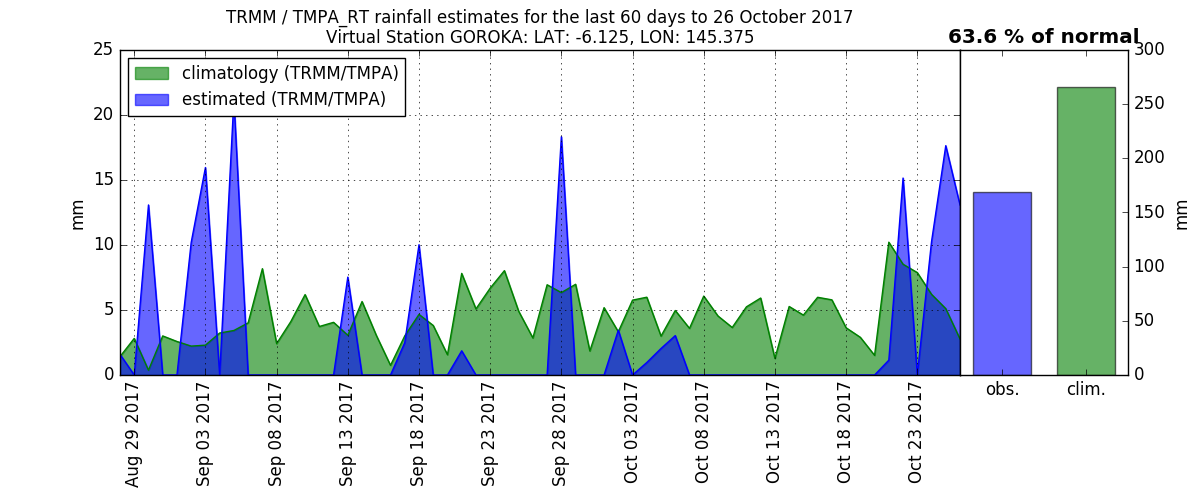 TRMM / TMPA_RT rainfall estimates for the last 60 days to 26 October 2017
Virtual Station GOROKA: LAT: -6.125, LON: 145.375
63.6 % of normal
climatology (TRMM/TMPA)
estimated (TRMM/TMPA)
25
20
15
10
5
0
mm
Aug 29 2017
Sep 03 2017
Sep 08 2017
Sep 13 2017
Sep 18 2017
Sep 23 2017
Sep 28 2017
Oct 03 2017
Oct 08 2017
Oct 13 2017
Oct 18 2017
Oct 23 2017
obs.
clim.
300
250
200
150
100
50
0
mm